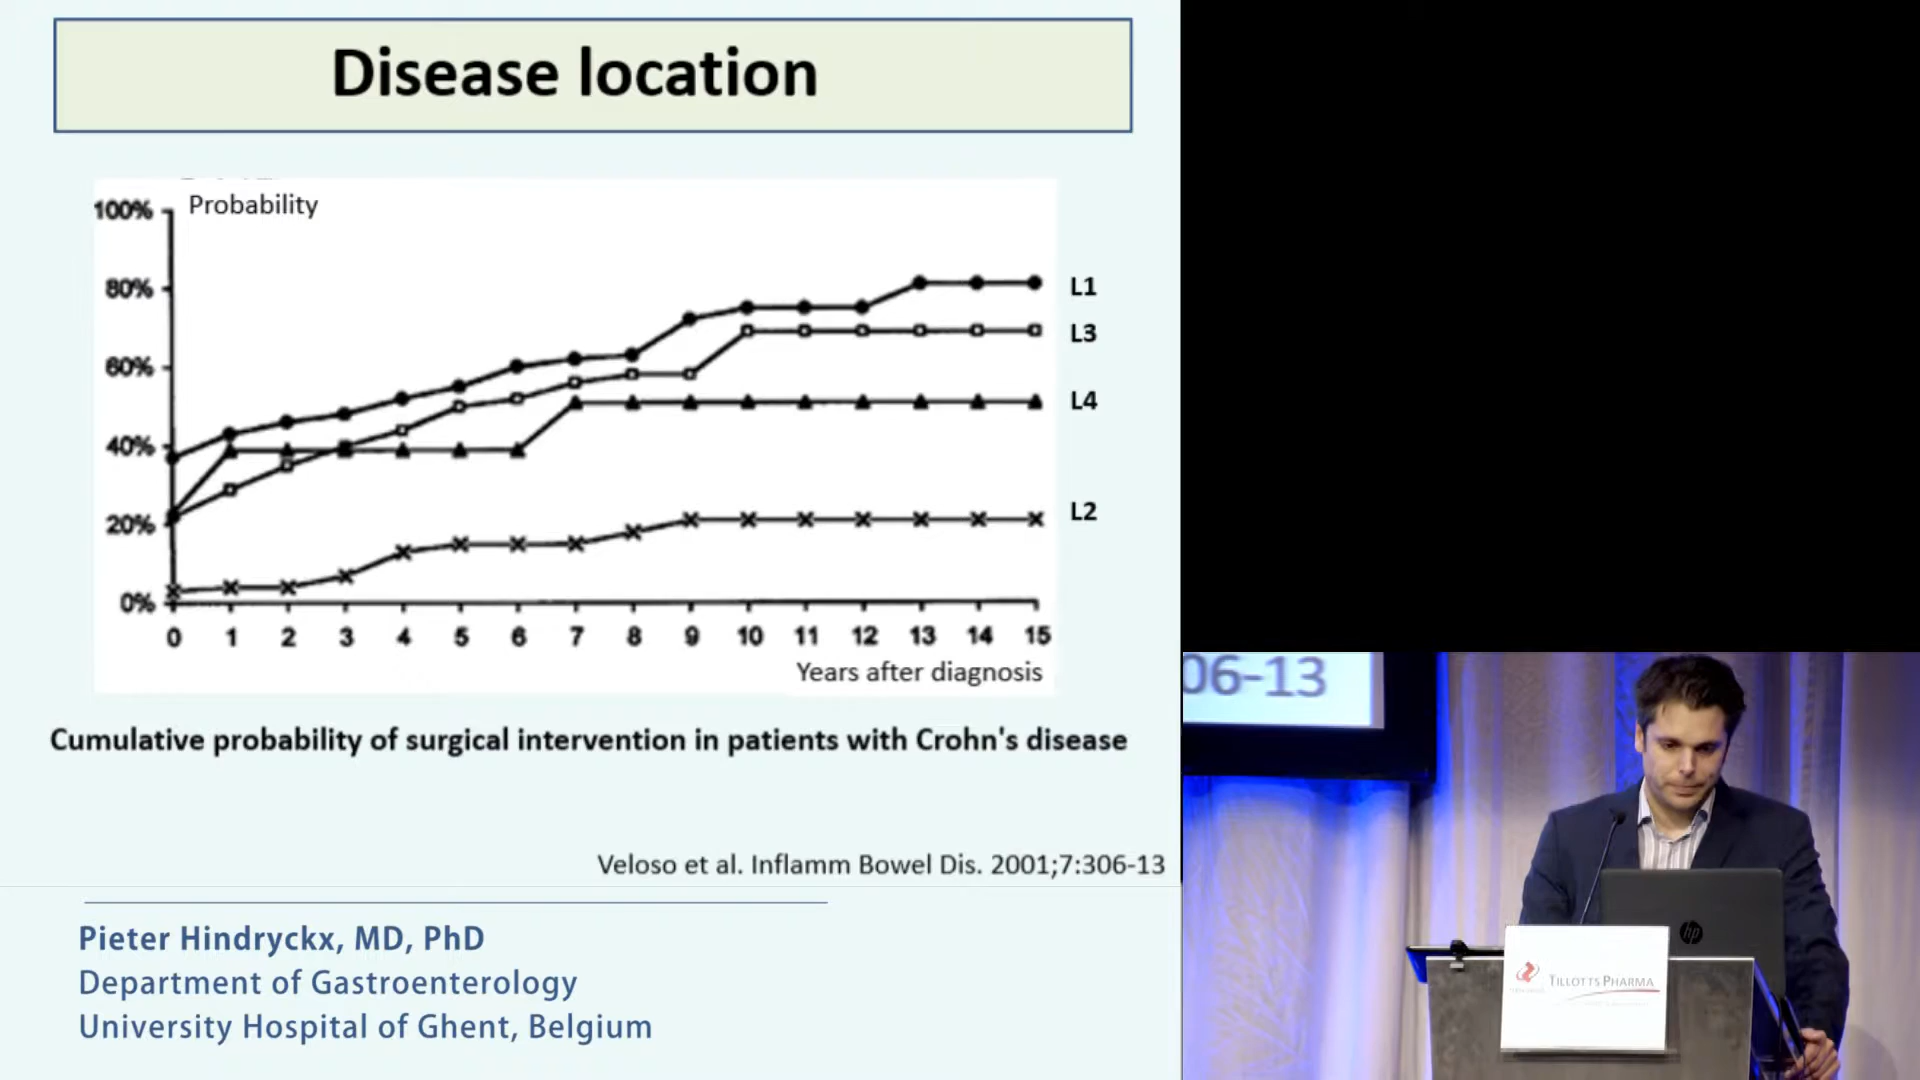 Disease location
Probability
100%
80%
60%
40%
20%
0%
L1
L3
L4
L2
0 1 2 3 4 5 6 7 8 9 10 11 12 13 14 15
Years after diagnosis
Cumulative probability of surgical intervention in patients with Crohn's disease
Veloso et al. Inflamm Bowel Dis. 2001;7:306-13
Pieter Hindryckx, MD, PhD
Department of Gastroenterology
University Hospital of Ghent, Belgium
06-13
hp
TILLOTTS PHARMA